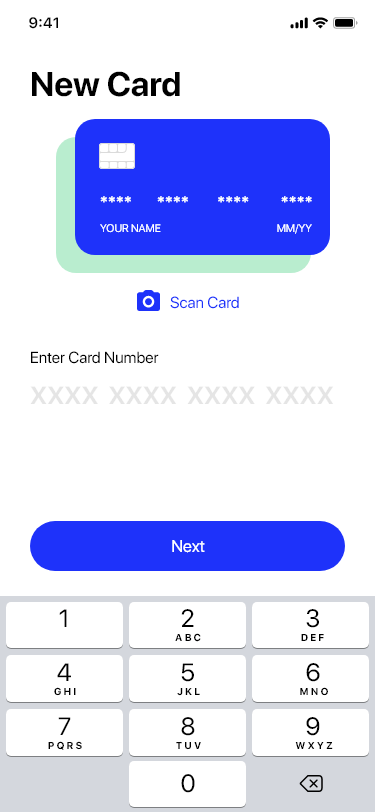 9:41
New Card
**** **** **** ****
YOUR NAME MM/YY
Scan Card
Enter Card Number
XXXX XXXX XXXX XXXX
Next
1 2 3
ABC DEF
4 5 6
GHI JKL MNO
7 8 9
PQRS TUV WXYZ
0